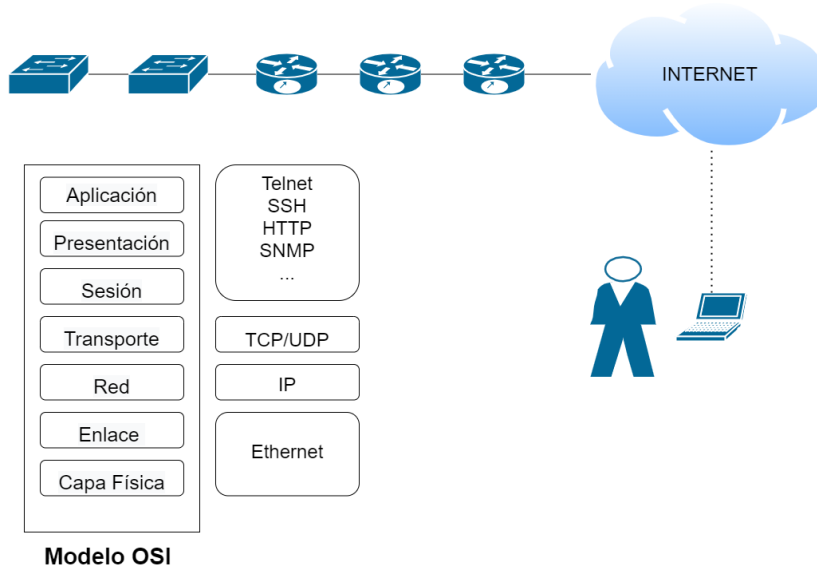 INTERNET
Aplicación
Presentación
Sesión
Transporte
Red
Enlace
Capa Física
Modelo OSI
Telnet
SSH
HTTP
SNMP
...
TCP/UDP
IP
Ethernet